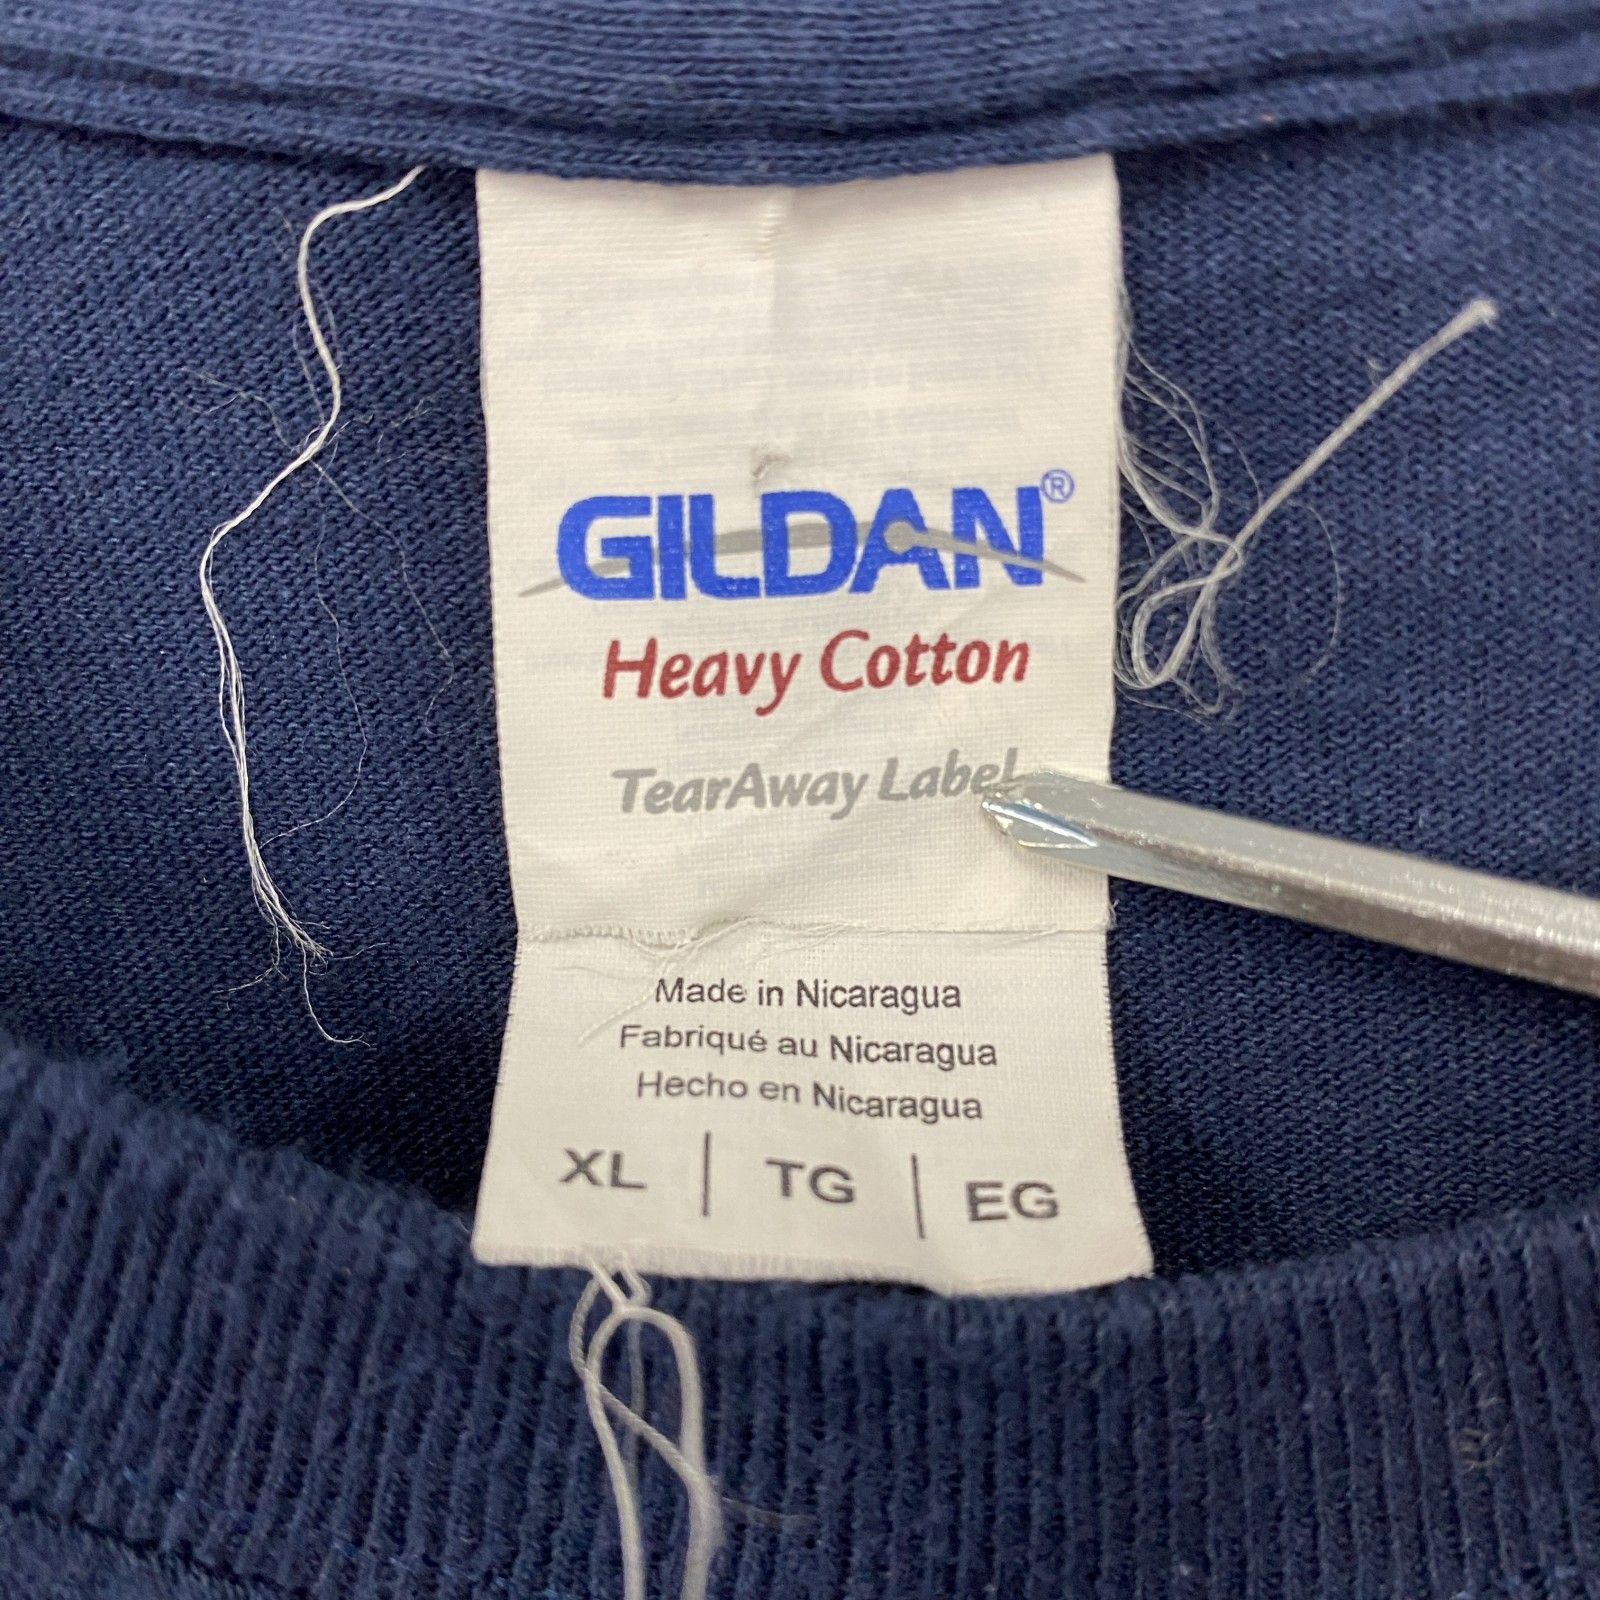 GILDAN®
Heavy Cotton
TearAway Label
Made in Nicaragua
Fabriqué au Nicaragua
Hecho en Nicaragua
XL | TG | EG